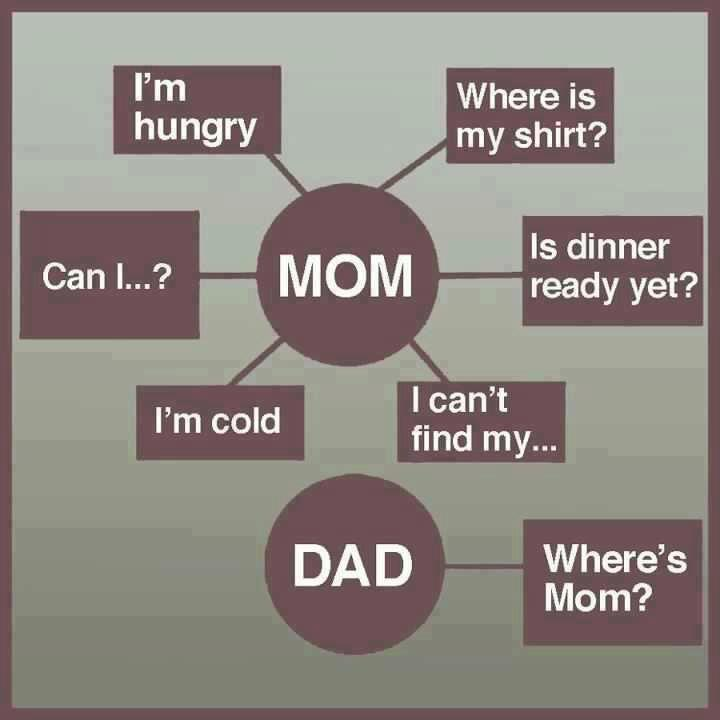 I'm
hungry
Where is
my shirt?
Can I...?
MOM
Is dinner
ready yet?
I'm cold
I can't
find my...
DAD
Where's
Mom?